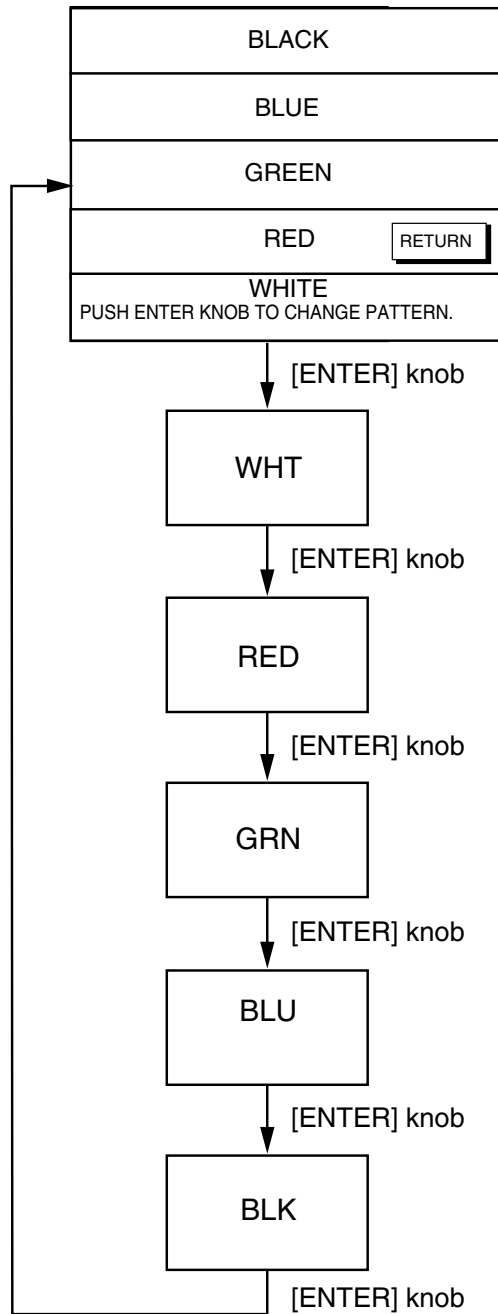 BLACK
BLUE
GREEN
RED
RETURN
WHITE
PUSH ENTER KNOB TO CHANGE PATTERN.
[ENTER] knob
WHT
[ENTER] knob
RED
[ENTER] knob
GRN
[ENTER] knob
BLU
[ENTER] knob
BLK
[ENTER] knob